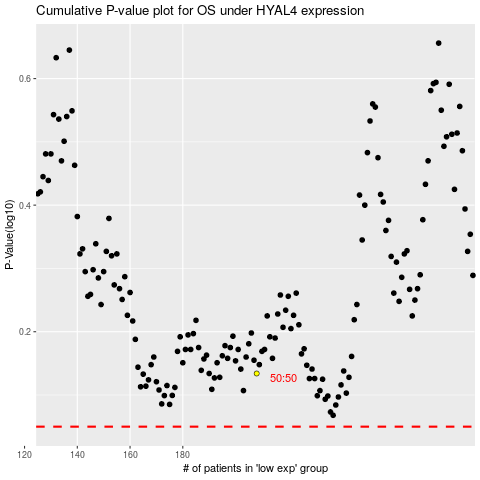 Cumulative P-value plot for OS under HYAL4 expression
P-Value(log10)
0.6
0.4
0.2
50:50
120
140
160
180
# of patients in 'low exp' group